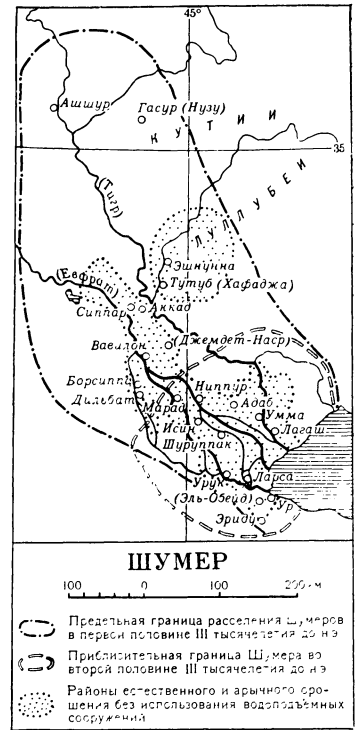 45°
Ашшур
Гасур (Нузу)
КУТИИ
35
ЛУЛЛУБЕИ
(Тигр)
Эшнунна
Тутуб (Хафаджа)
(Евфрат)
Сиппар
Аккад
(Джемдет-Наср)
Вавилон
Борсиппа
Дильбат
Марад
Ниппур
Адаб
Умма
Исин
Лагаш
Шуруппак
Урук
Ларса
(Эль-Обейд)
Ур
Эриду
ШУМЕР
100 0 100 200 км
Предельная граница расселения Шумеров
в первой половине III тысячелетия до н э
Приблизительная граница Шумера во
второй половине III тысячелетия до н э
Районы естественного и арычного оро-
шения без использования водоподъемных
сооружений